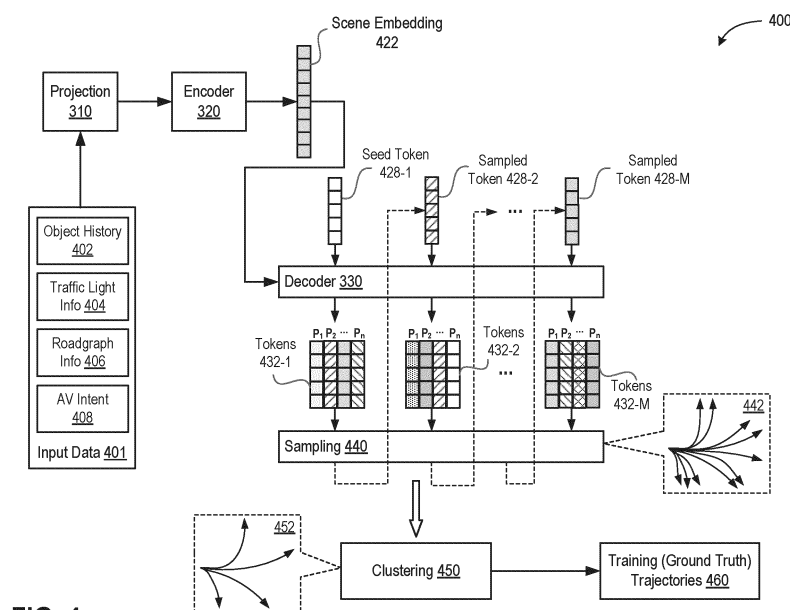 400
Scene Embedding
422
Projection
310
Encoder
320
Seed Token
428-1
Sampled
Token 428-2
Sampled
Token 428-M
...
Object History
402
Traffic Light
Info 404
Roadgraph
Info 406
AV Intent
408
Input Data 401
Decoder 330
P1 P2 ... Pn
P1 P2 ... Pn
P1 P2 ... Pn
Tokens
432-1
Tokens
432-2
...
Tokens
432-M
Sampling 440
442
452
Clustering 450
Training (Ground Truth)
Trajectories 460